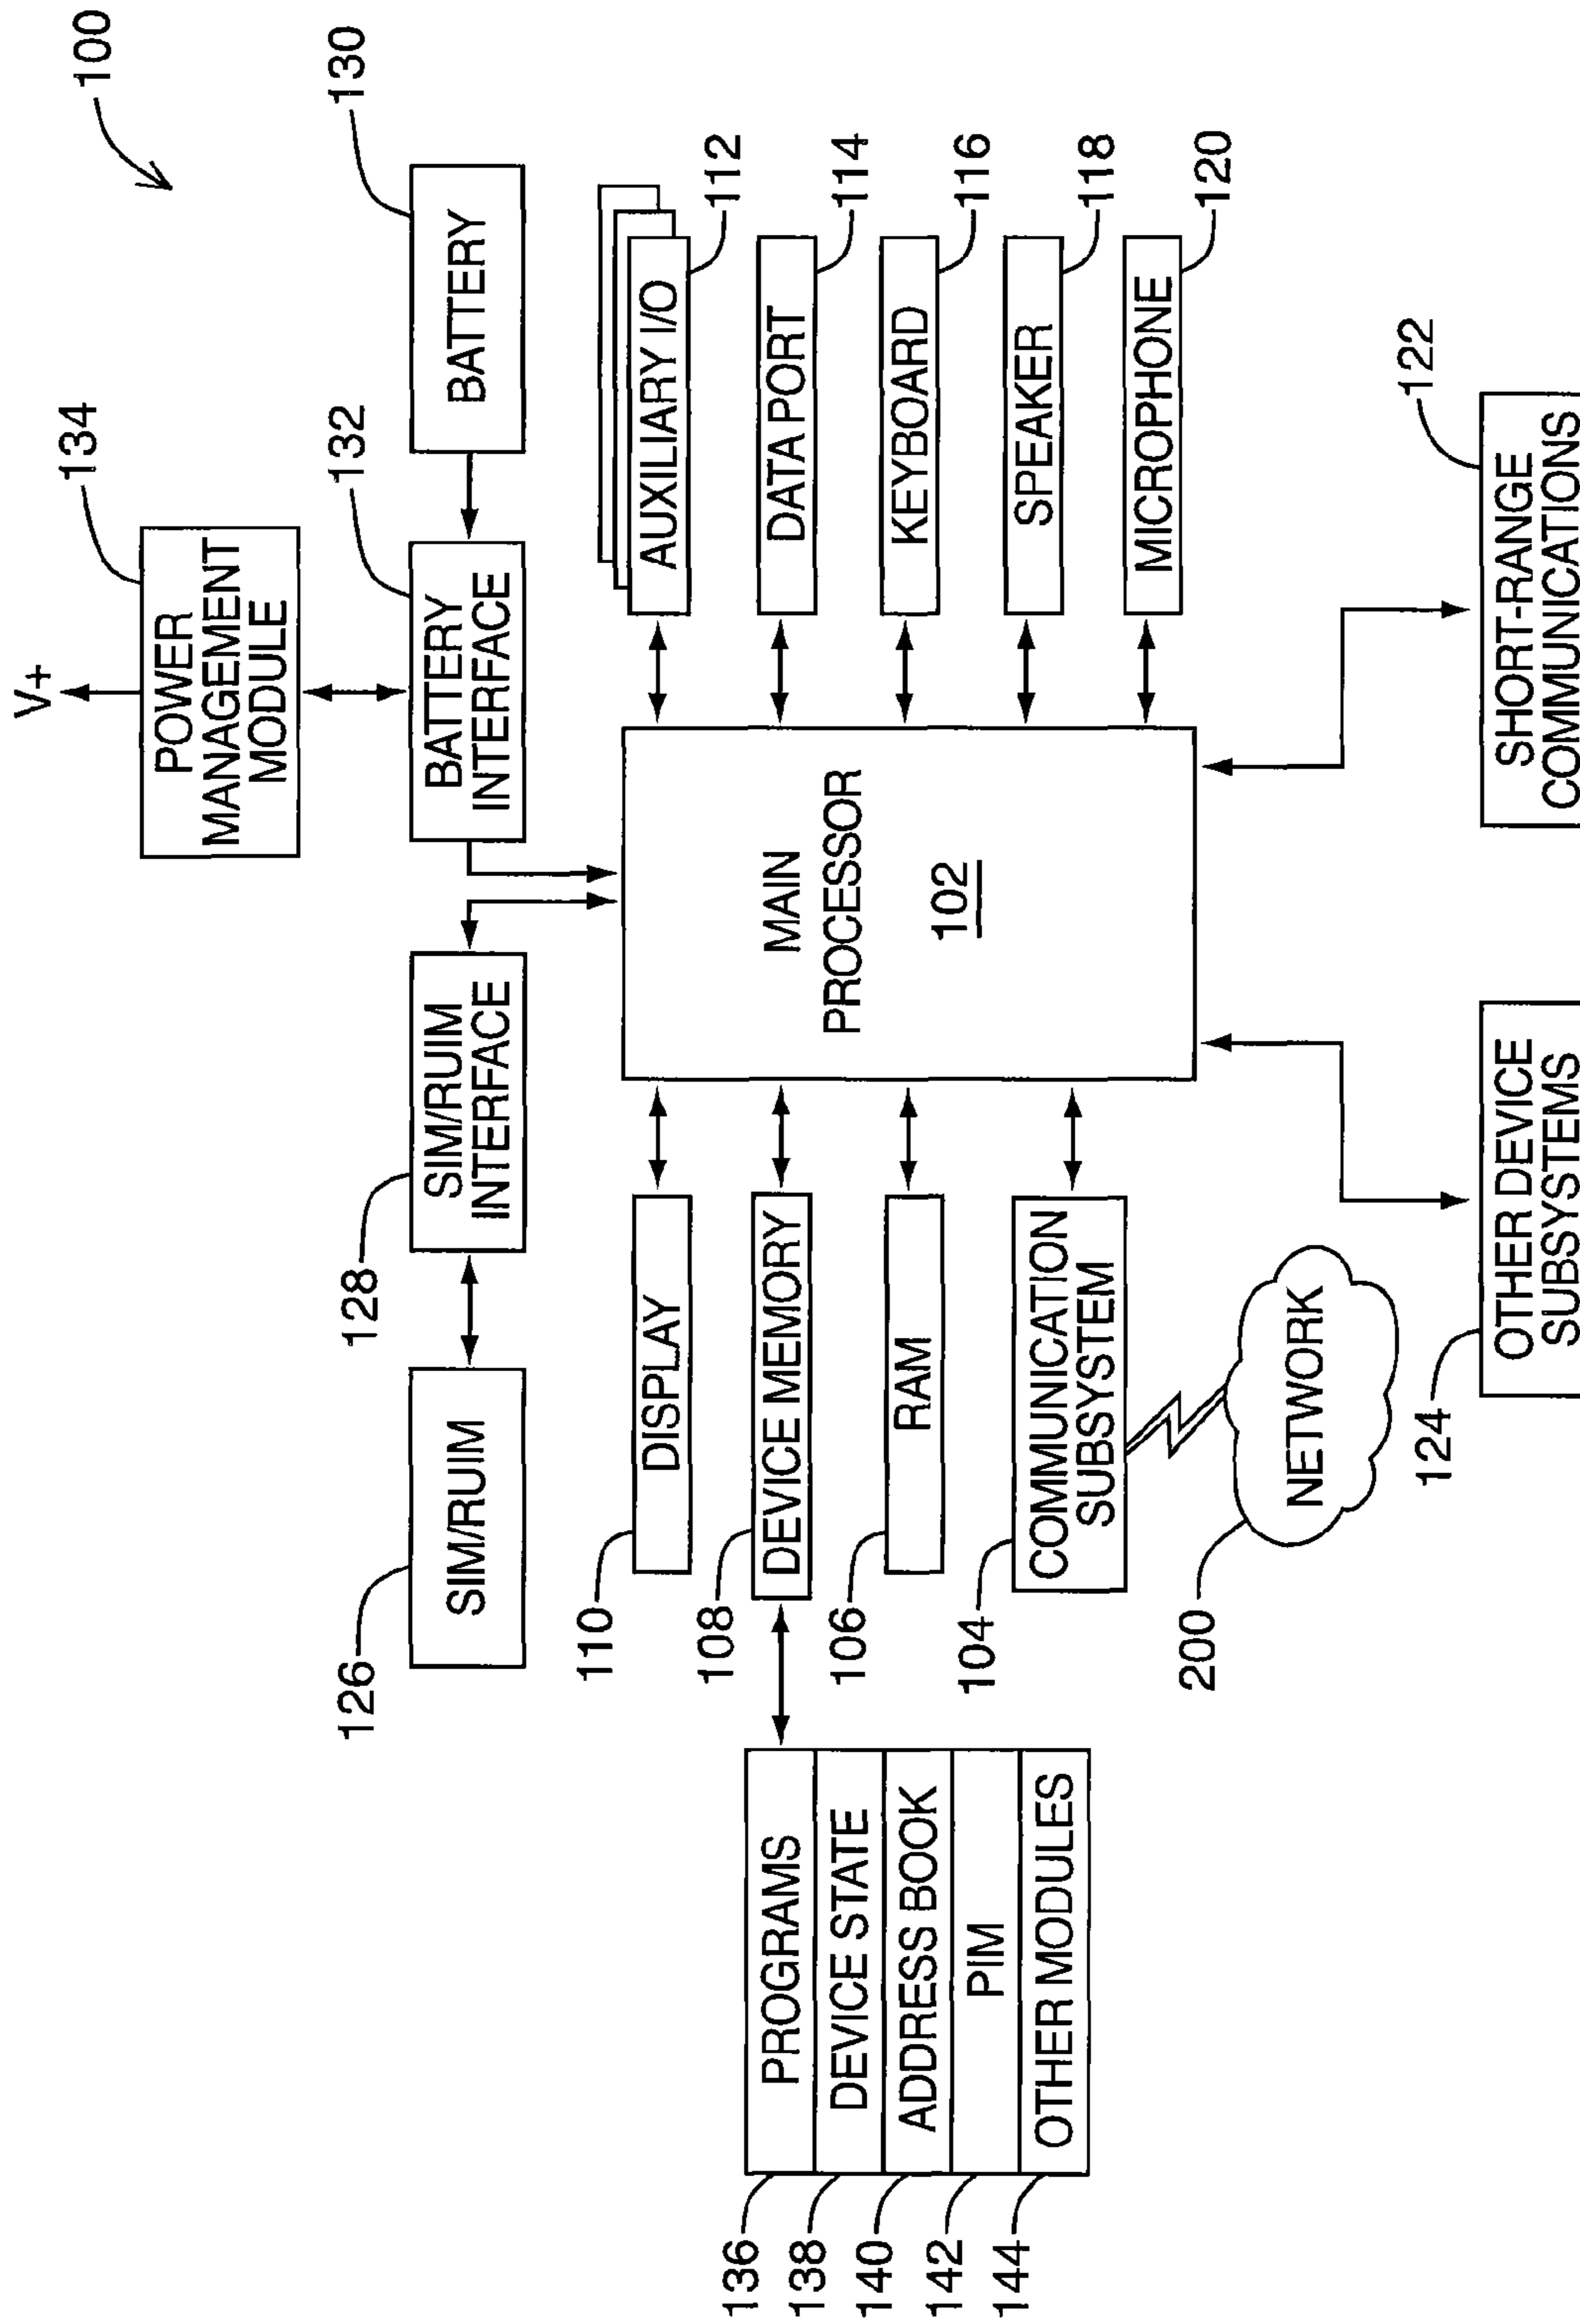 100
V+
134
POWER
MANAGEMENT
MODULE
126
SIM/RUIM
128
SIM/RUIM
INTERFACE
132
BATTERY
INTERFACE
130
BATTERY
110
DISPLAY
108
DEVICE MEMORY
106
RAM
104
COMMUNICATION
SUBSYSTEM
200
NETWORK
136
PROGRAMS
138
DEVICE STATE
140
ADDRESS BOOK
142
PIM
144
OTHER MODULES
MAIN
PROCESSOR
102
AUXILIARY I/O
112
DATA PORT
114
KEYBOARD
116
SPEAKER
118
MICROPHONE
120
124
OTHER DEVICE
SUBSYSTEMS
122
SHORT-RANGE
COMMUNICATIONS